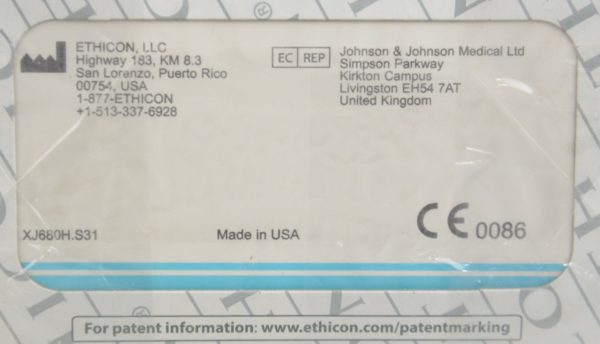 ETHICON, LLC
Highway 183, KM 8.3
San Lorenzo, Puerto Rico
00754, USA
1-877-ETHICON
+1-513-337-6928
EC REP
Johnson & Johnson Medical Ltd
Simpson Parkway
Kirkton Campus
Livingston EH54 7AT
United Kingdom
XJ680H.S31
Made in USA
CE 0086
For patent information: www.ethicon.com/patentmarking